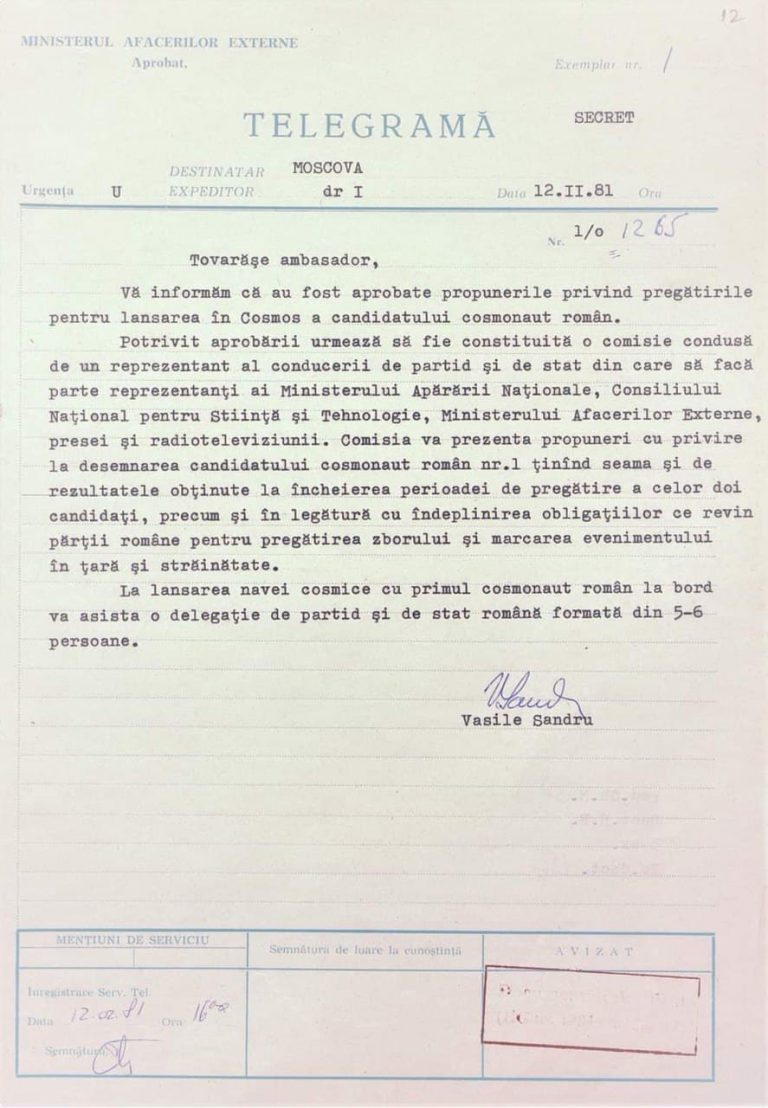 12
MINISTERUL AFACERILOR EXTERNE
Aprobat,
Exemplar nr. 1
TELEGRAMĂ
SECRET
DESTINATAR MOSCOVA
Urgenţa U EXPEDITOR dr I Data 12.II.81 Ora
Nr. 1/o 1265
Tovarăşe ambasador,
Vă informăm că au fost aprobate propunerile privind pregătirile
pentru lansarea în Cosmos a candidatului cosmonaut român.
Potrivit aprobării urmează să fie constituită o comisie condusă
de un reprezentant al conducerii de partid şi de stat din care să facă
parte reprezentanţi ai Ministerului Apărării Naţionale, Consiliului
Naţional pentru Stiinţă şi Tehnologie, Ministerului Afacerilor Externe,
presei şi radioteleviziunii. Comisia va prezenta propuneri cu privire
la desemnarea candidatului cosmonaut român nr.1 ţinînd seama şi de
rezultatele obţinute la încheierea perioadei de pregătire a celor doi
candidaţi, precum şi în legătură cu îndeplinirea obligaţiilor ce revin
părţii române pentru pregătirea zborului şi marcarea evenimentului
în ţară şi străinătate.
La lansarea navei cosmice cu primul cosmonaut român la bord
va asista o delegaţie de partid şi de stat română formată din 5-6
persoane.
Vasile Sandru
MENŢIUNI DE SERVICIU
Semnătura de luare la cunoştinţă
AVIZAT
Inregistrare Serv. Tel.
Data 12.02.81 Ora 16⁰⁰
Semnătura